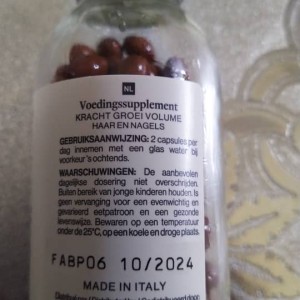 NL
Voedingssupplement
KRACHT GROEI VOLUME
HAAR EN NAGELS
GEBRUIKSAANWIJZING: 2 capsules per
dag innemen met een glas water bij
voorkeur 's ochtends.
WAARSCHUWINGEN: De aanbevolen
dagelijkse dosering niet overschrijden.
Buiten bereik van jonge kinderen houden. Is
geen vervanging voor een evenwichtig en
gevarieerd eetpatroon en een gezonde
levenswijze. Bewaren op een temperatuur
onder de 25°C, op een koele en droge plaats.
FABP06 10/2024
MADE IN ITALY